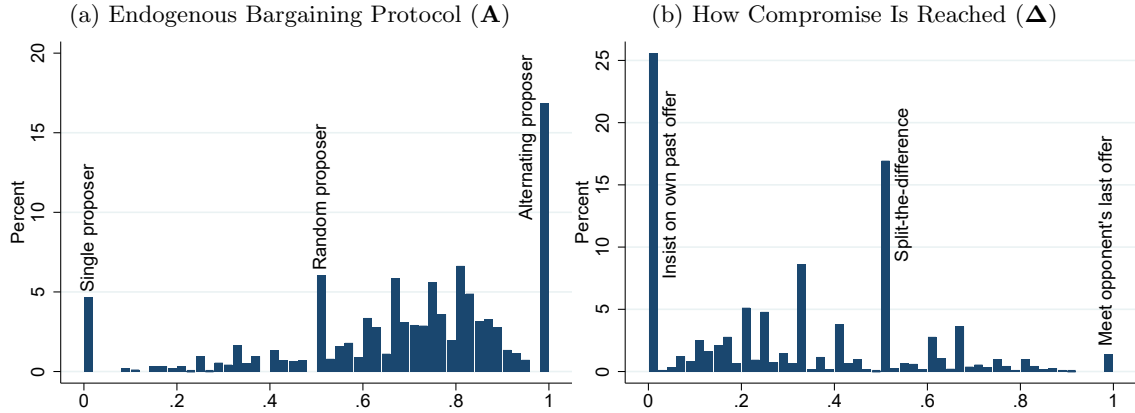 (a) Endogenous Bargaining Protocol (A)
20
15
10
5
0
Percent
Single proposer
Random proposer
Alternating proposer
0 .2 .4 .6 .8 1
(b) How Compromise Is Reached (Δ)
25
20
15
10
5
0
Percent
Insist on own past offer
Split-the-difference
Meet opponent's last offer
0 .2 .4 .6 .8 1